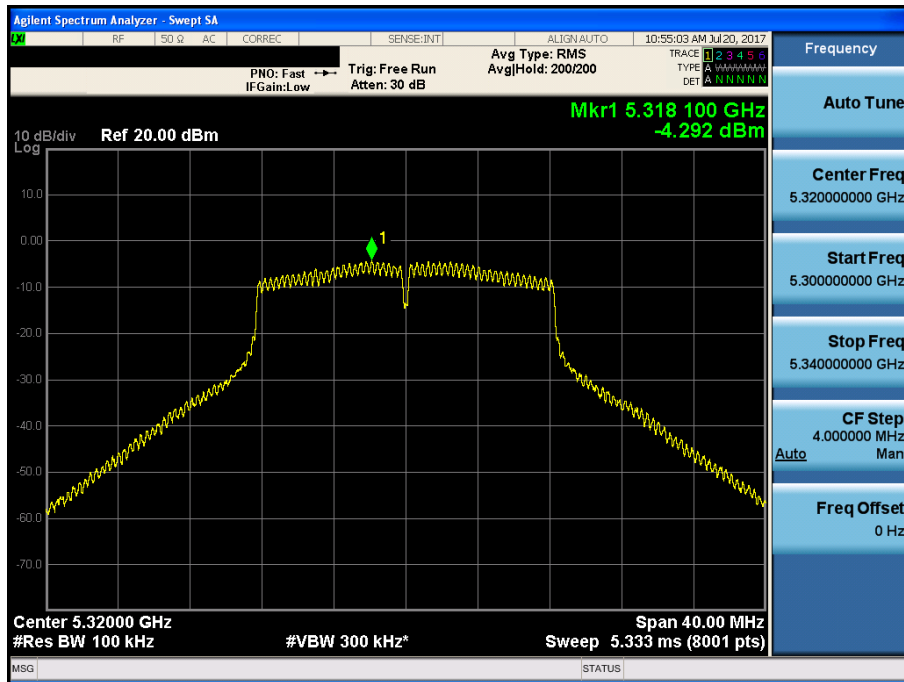 Agilent Spectrum Analyzer - Swept SA
LXI RF 50 Ω AC CORREC SENSE:INT ALIGN AUTO 10:55:03 AM Jul 20, 2017
Frequency
PNO: Fast
IFGain:Low
Trig: Free Run
Atten: 30 dB
Avg Type: RMS
Avg|Hold: 200/200
TRACE 1 2 3 4 5 6
TYPE A WWWWW
DET A N N N N N
Auto Tune
Mkr1 5.318 100 GHz
-4.292 dBm
10 dB/div Ref 20.00 dBm
Log
10.0
0.00
-10.0
-20.0
-30.0
-40.0
-50.0
-60.0
-70.0
1
Center Freq
5.320000000 GHz
Start Freq
5.300000000 GHz
Stop Freq
5.340000000 GHz
CF Step
4.000000 MHz
Auto Man
Freq Offset
0 Hz
Center 5.32000 GHz Span 40.00 MHz
#Res BW 100 kHz #VBW 300 kHz* Sweep 5.333 ms (8001 pts)
MSG STATUS